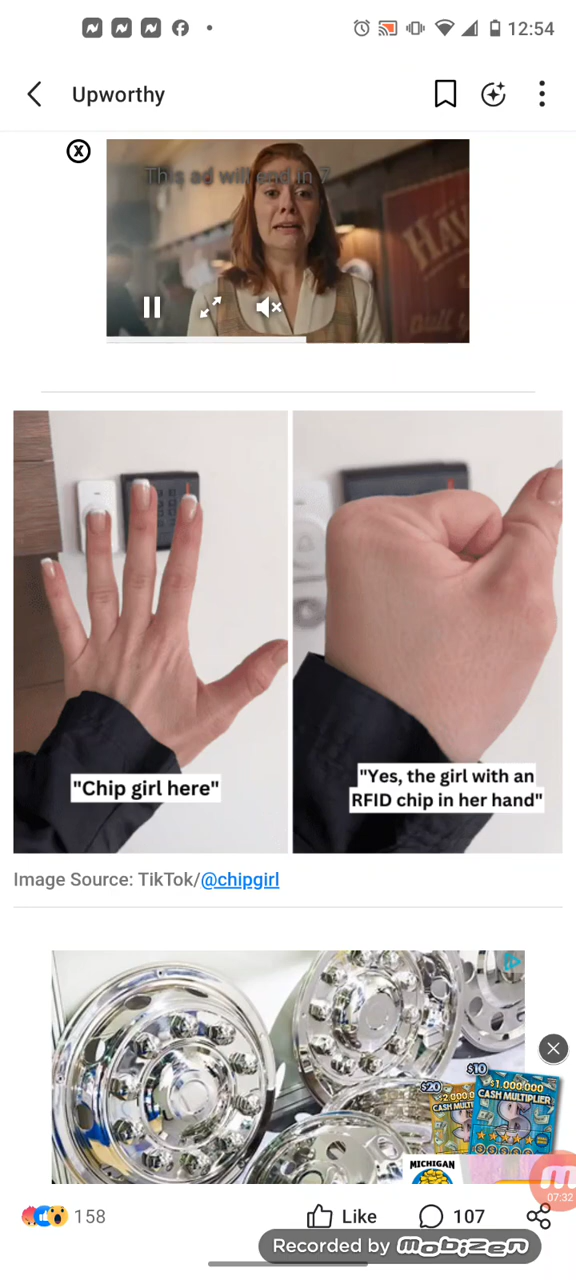 12:54
Upworthy
This ad will end in 7
HAV
"Chip girl here"
"Yes, the girl with an
RFID chip in her hand"
Image Source: TikTok/@chipgirl
$10
$20
$1,000,000
CASH MULTIPLIER
MICHIGAN
07:32
158
Like
107
Recorded by mobizen